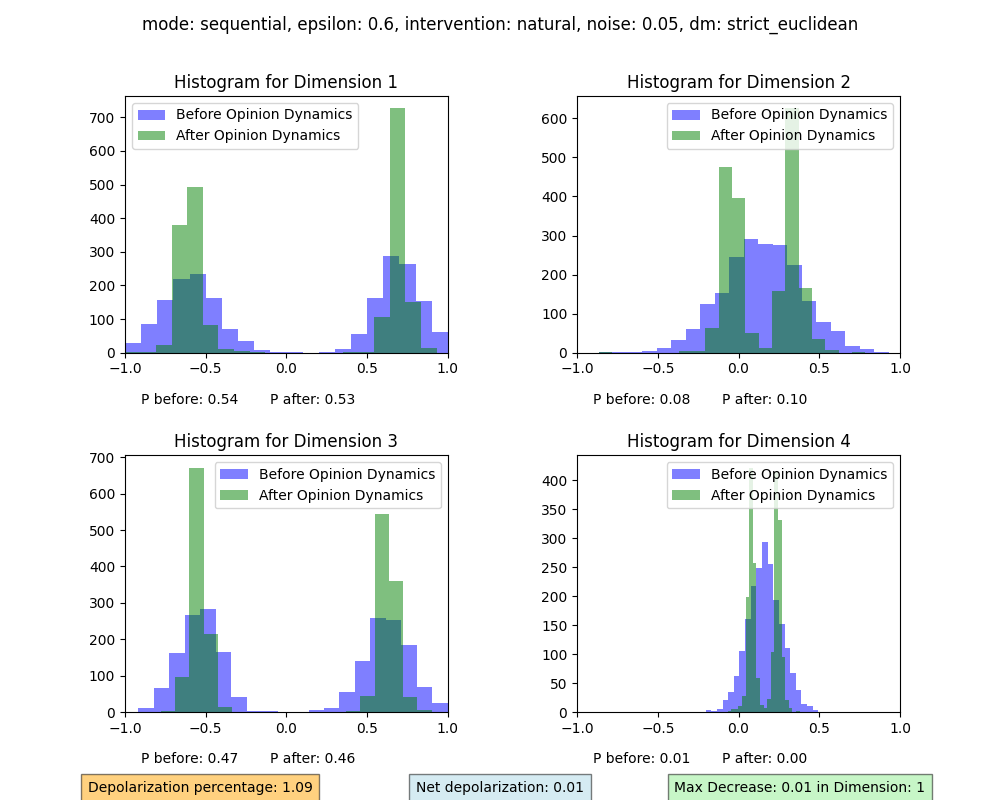 mode: sequential, epsilon: 0.6, intervention: natural, noise: 0.05, dm: strict_euclidean
Histogram for Dimension 1
Before Opinion Dynamics
After Opinion Dynamics
700
600
500
400
300
200
100
0
−1.0 −0.5 0.0 0.5 1.0
P before: 0.54 P after: 0.53
Histogram for Dimension 2
Before Opinion Dynamics
After Opinion Dynamics
600
500
400
300
200
100
0
−1.0 −0.5 0.0 0.5 1.0
P before: 0.08 P after: 0.10
Histogram for Dimension 3
Before Opinion Dynamics
After Opinion Dynamics
700
600
500
400
300
200
100
0
−1.0 −0.5 0.0 0.5 1.0
P before: 0.47 P after: 0.46
Histogram for Dimension 4
Before Opinion Dynamics
After Opinion Dynamics
400
350
300
250
200
150
100
50
0
−1.0 −0.5 0.0 0.5 1.0
P before: 0.01 P after: 0.00
Depolarization percentage: 1.09
Net depolarization: 0.01
Max Decrease: 0.01 in Dimension: 1